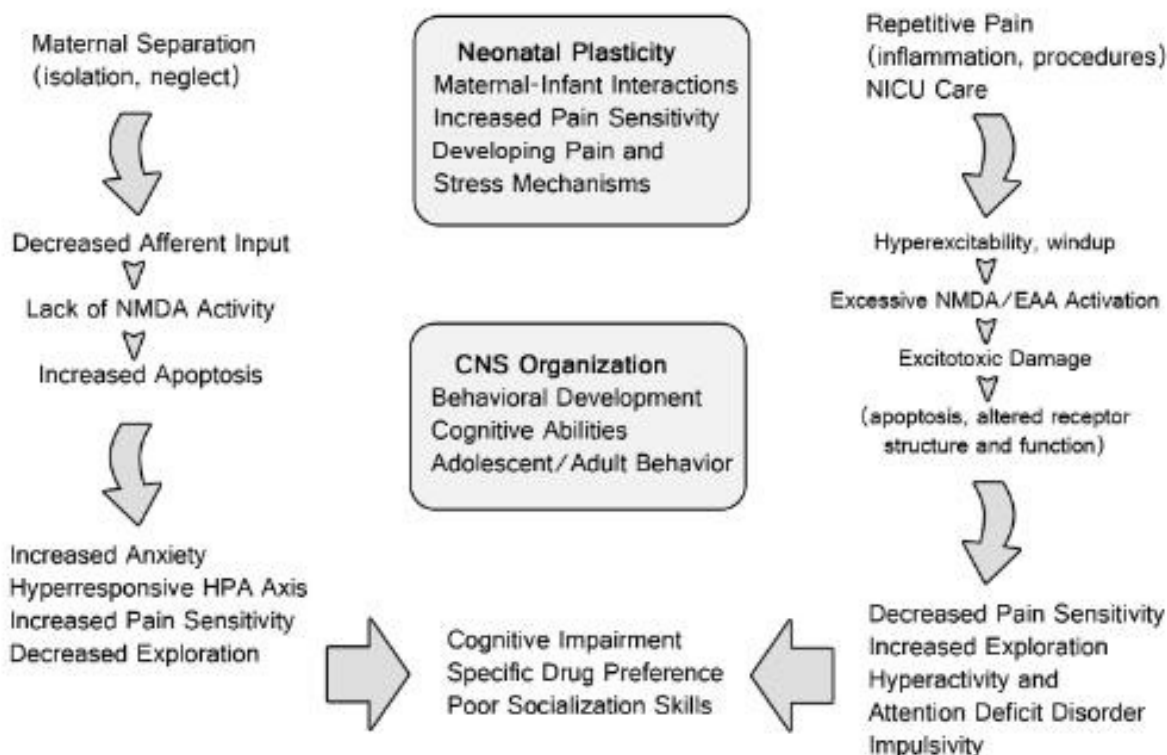 Maternal Separation
(isolation, neglect)
Decreased Afferent Input
Lack of NMDA Activity
Increased Apoptosis
Increased Anxiety
Hyperresponsive HPA Axis
Increased Pain Sensitivity
Decreased Exploration
Neonatal Plasticity
Maternal-Infant Interactions
Increased Pain Sensitivity
Developing Pain and
Stress Mechanisms
CNS Organization
Behavioral Development
Cognitive Abilities
Adolescent/Adult Behavior
Cognitive Impairment
Specific Drug Preference
Poor Socialization Skills
Repetitive Pain
(inflammation, procedures)
NICU Care
Hyperexcitability, windup
Excessive NMDA/EAA Activation
Excitotoxic Damage
(apoptosis, altered receptor
structure and function)
Decreased Pain Sensitivity
Increased Exploration
Hyperactivity and
Attention Deficit Disorder
Impulsivity